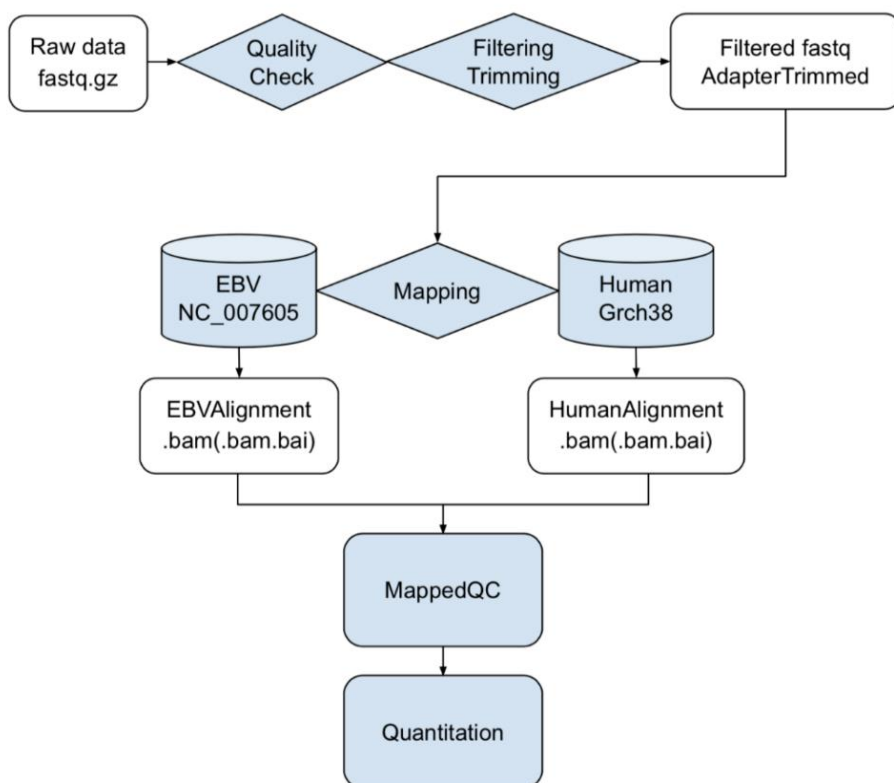 Raw data
fastq.gz
Quality
Check
Filtering
Trimming
Filtered fastq
AdapterTrimmed
EBV
NC_007605
Mapping
Human
Grch38
EBVAlignment
.bam(.bam.bai)
HumanAlignment
.bam(.bam.bai)
MappedQC
Quantitation